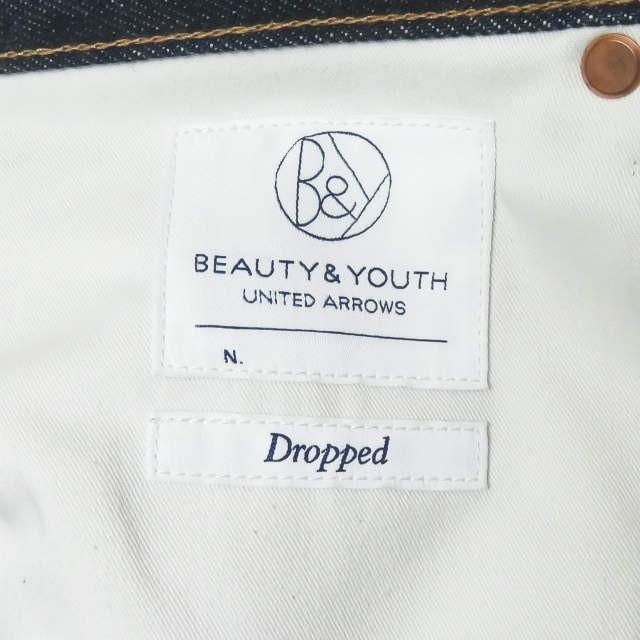 B&Y
BEAUTY & YOUTH
UNITED ARROWS
N.
Dropped